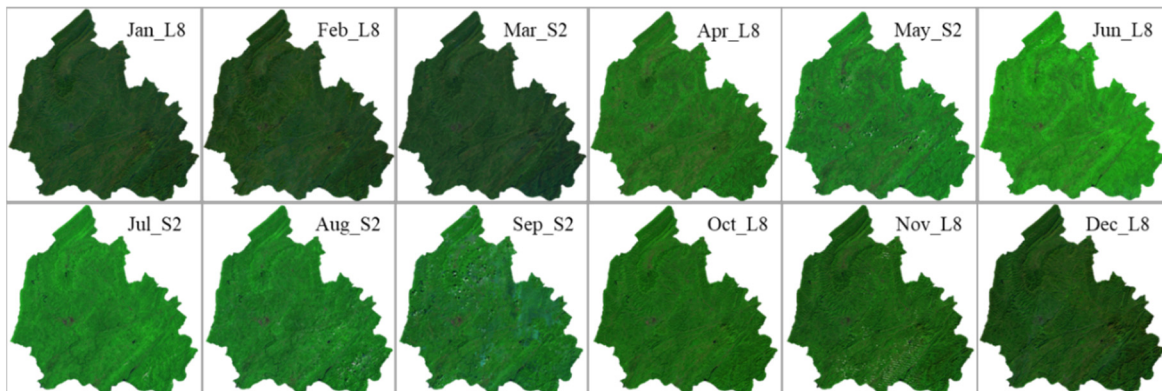 Jan_L8
Feb_L8
Mar_S2
Apr_L8
May_S2
Jun_L8
Jul_S2
Aug_S2
Sep_S2
Oct_L8
Nov_L8
Dec_L8